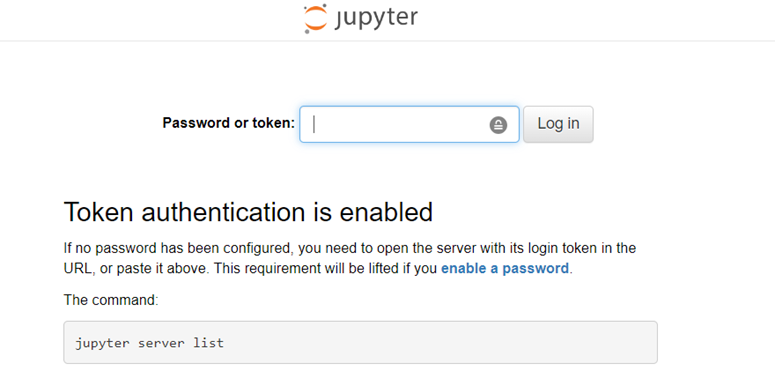 jupyter
Password or token: Log in
Token authentication is enabled
If no password has been configured, you need to open the server with its login token in the
URL, or paste it above. This requirement will be lifted if you enable a password.
The command:
jupyter server list